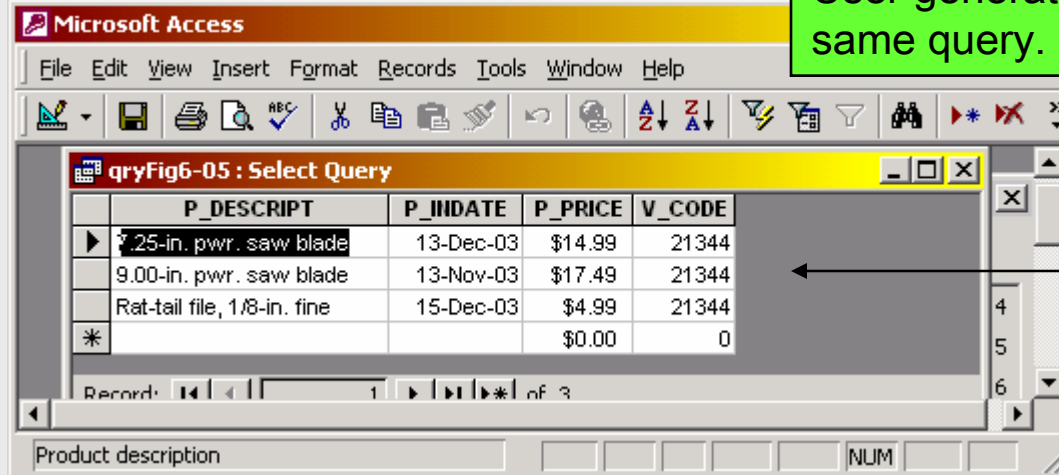 User generat
same query.
Microsoft Access
File Edit View Insert Format Records Tools Window Help
qryFig6-05 : Select Query
P_DESCRIPT P_INDATE P_PRICE V_CODE
7.25-in. pwr. saw blade 13-Dec-03 $14.99 21344
9.00-in. pwr. saw blade 13-Nov-03 $17.49 21344
Rat-tail file, 1/8-in. fine 15-Dec-03 $4.99 21344
$0.00 0
4
5
6
Record: 1 of 3
Product description NUM